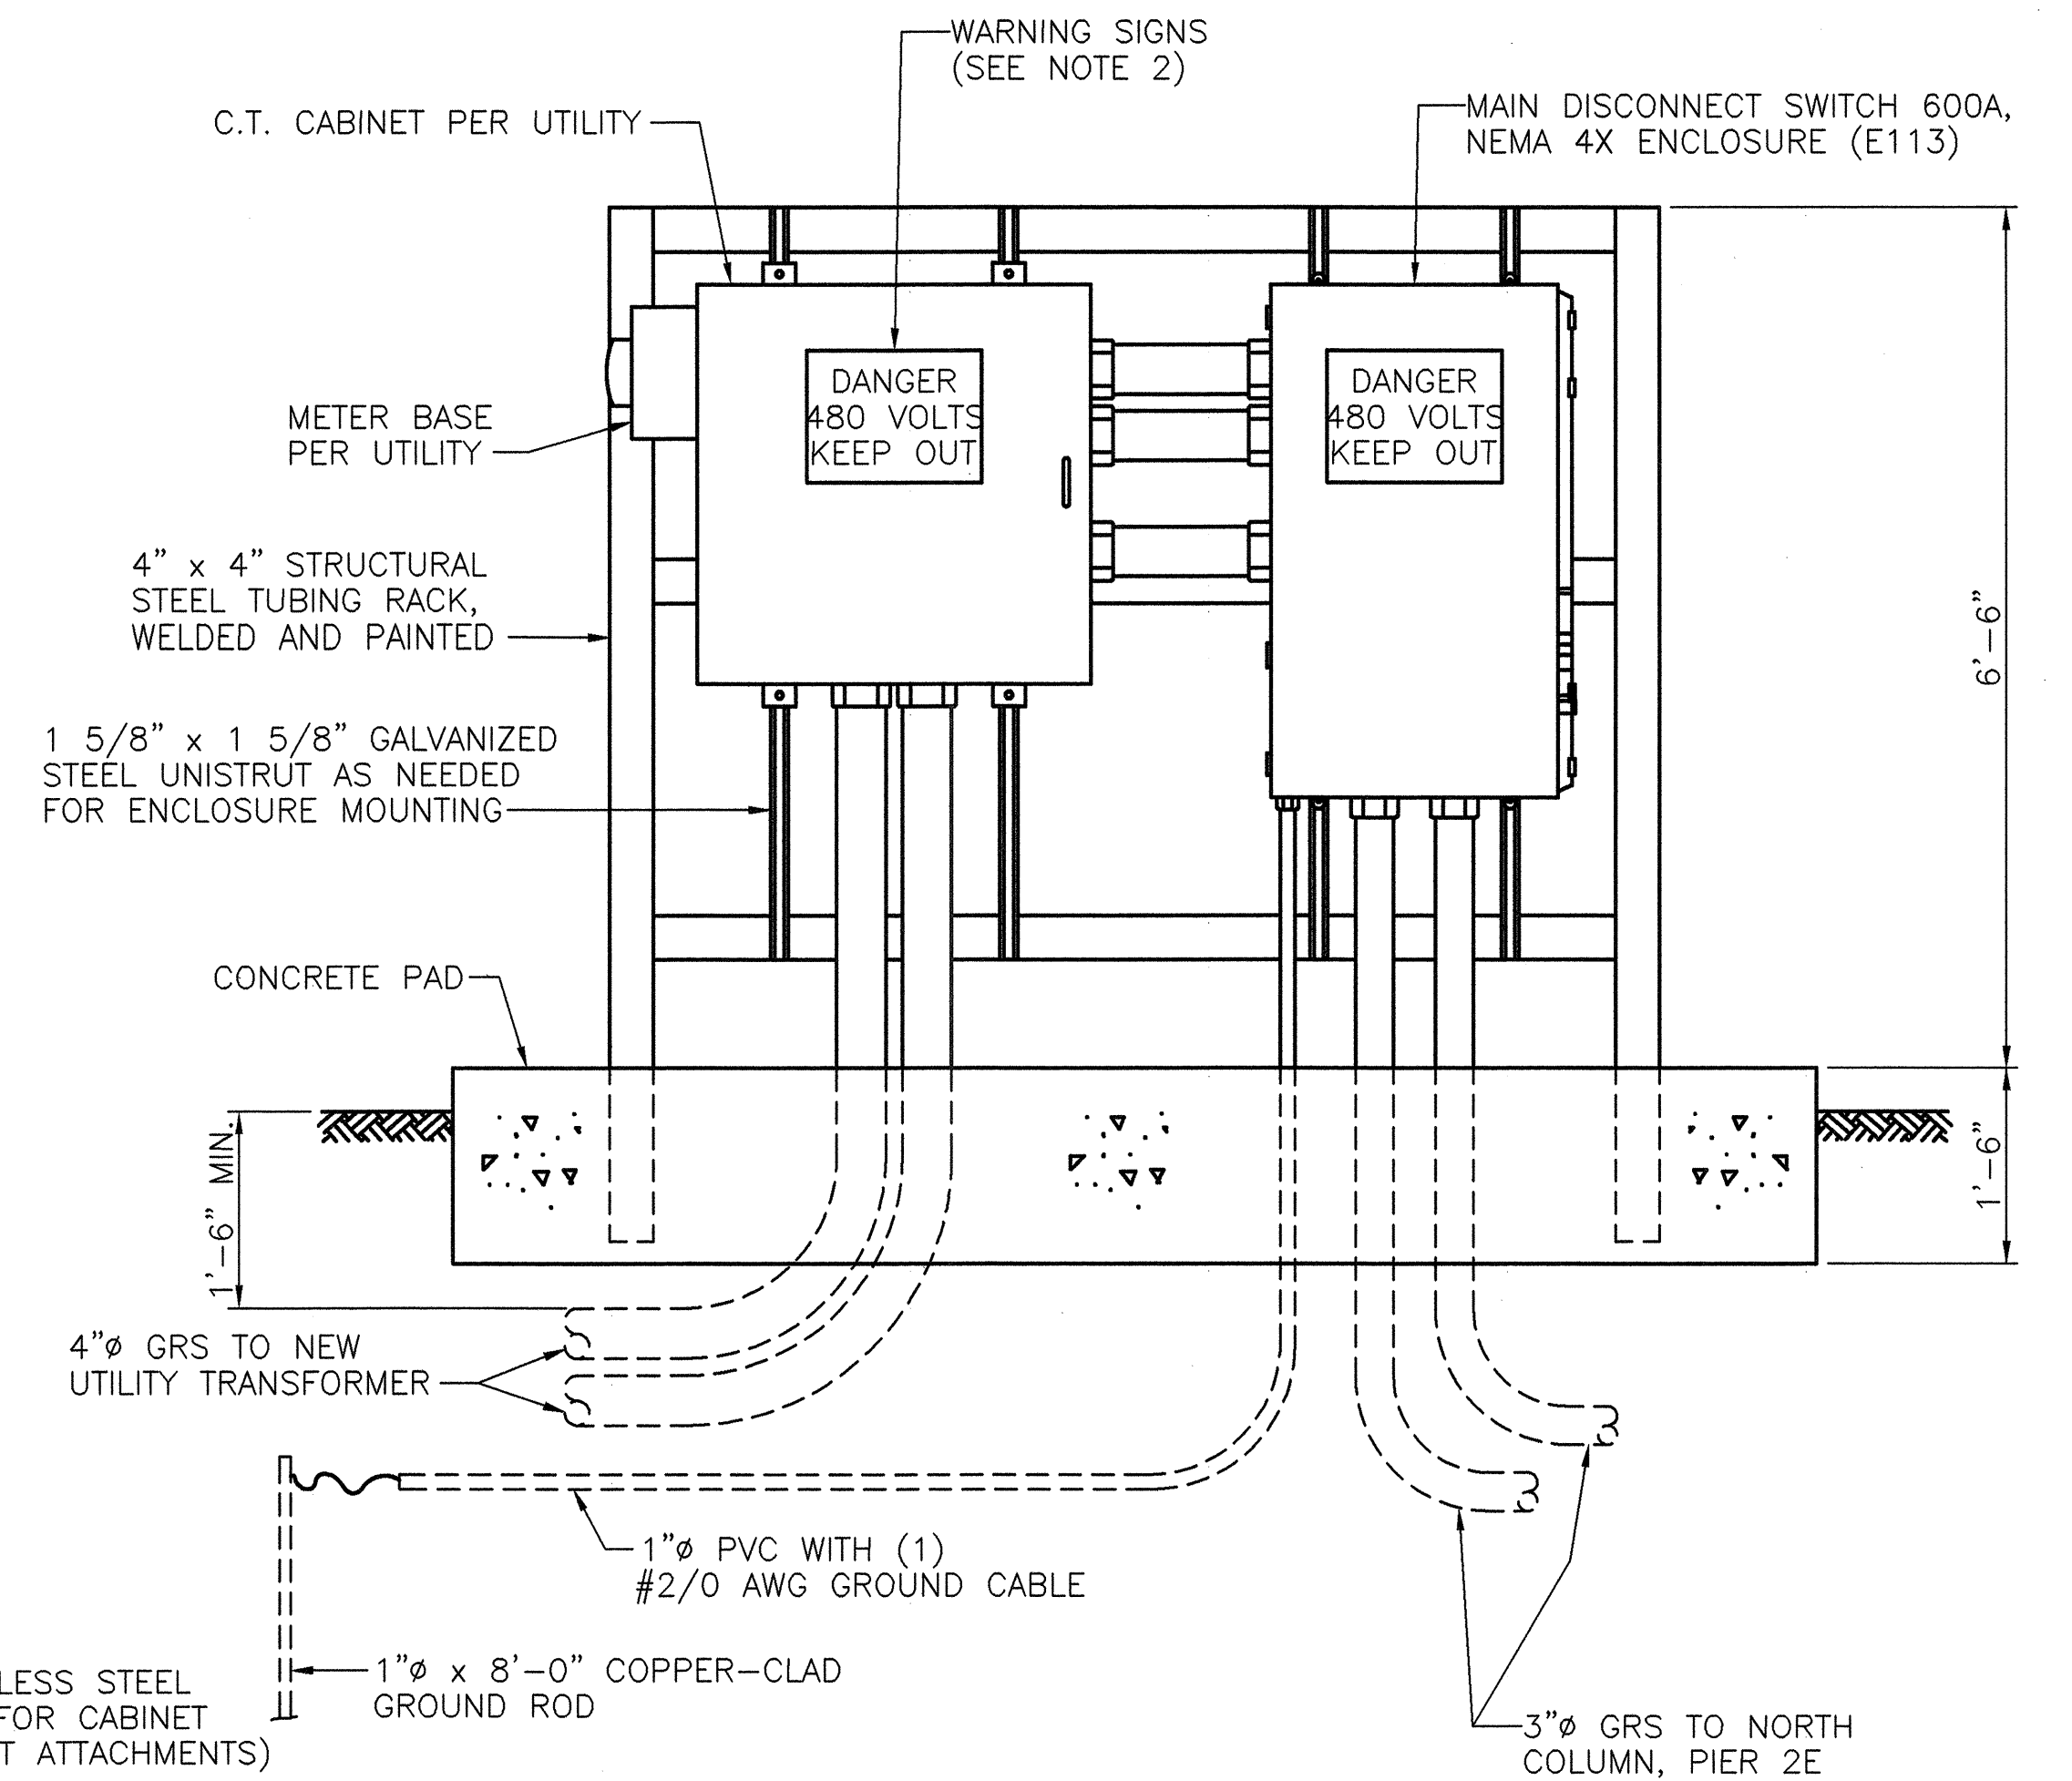 WARNING SIGNS
(SEE NOTE 2)
C.T. CABINET PER UTILITY
MAIN DISCONNECT SWITCH 600A,
NEMA 4X ENCLOSURE (E113)
DANGER
480 VOLTS
KEEP OUT
DANGER
480 VOLTS
KEEP OUT
METER BASE
PER UTILITY
4" x 4" STRUCTURAL
STEEL TUBING RACK,
WELDED AND PAINTED
6'-6"
1 5/8" x 1 5/8" GALVANIZED
STEEL UNISTRUT AS NEEDED
FOR ENCLOSURE MOUNTING
CONCRETE PAD
1'-6" MIN.
1'-6"
4"ø GRS TO NEW
UTILITY TRANSFORMER
1"ø PVC WITH (1)
#2/0 AWG GROUND CABLE
1"ø x 8'-0" COPPER-CLAD
GROUND ROD
LESS STEEL
FOR CABINET
T ATTACHMENTS)
3"ø GRS TO NORTH
COLUMN, PIER 2E